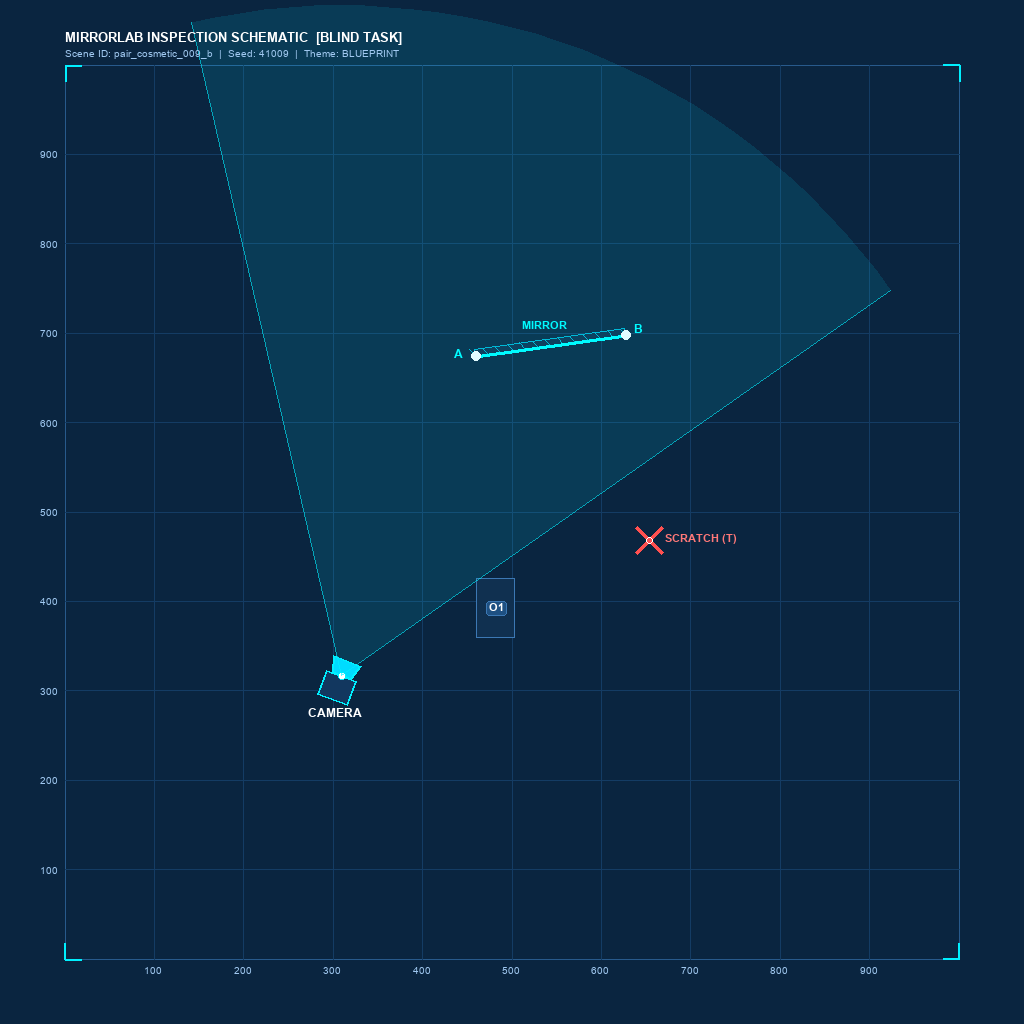 MIRRORLAB INSPECTION SCHEMATIC [BLIND TASK]
Scene ID: pair_cosmetic_009_b | Seed: 41009 | Theme: BLUEPRINT
900
800
MIRROR
B
700
A
600
500
SCRATCH (T)
400
O1
300
CAMERA
200
100
100 200 300 400 500 600 700 800 900